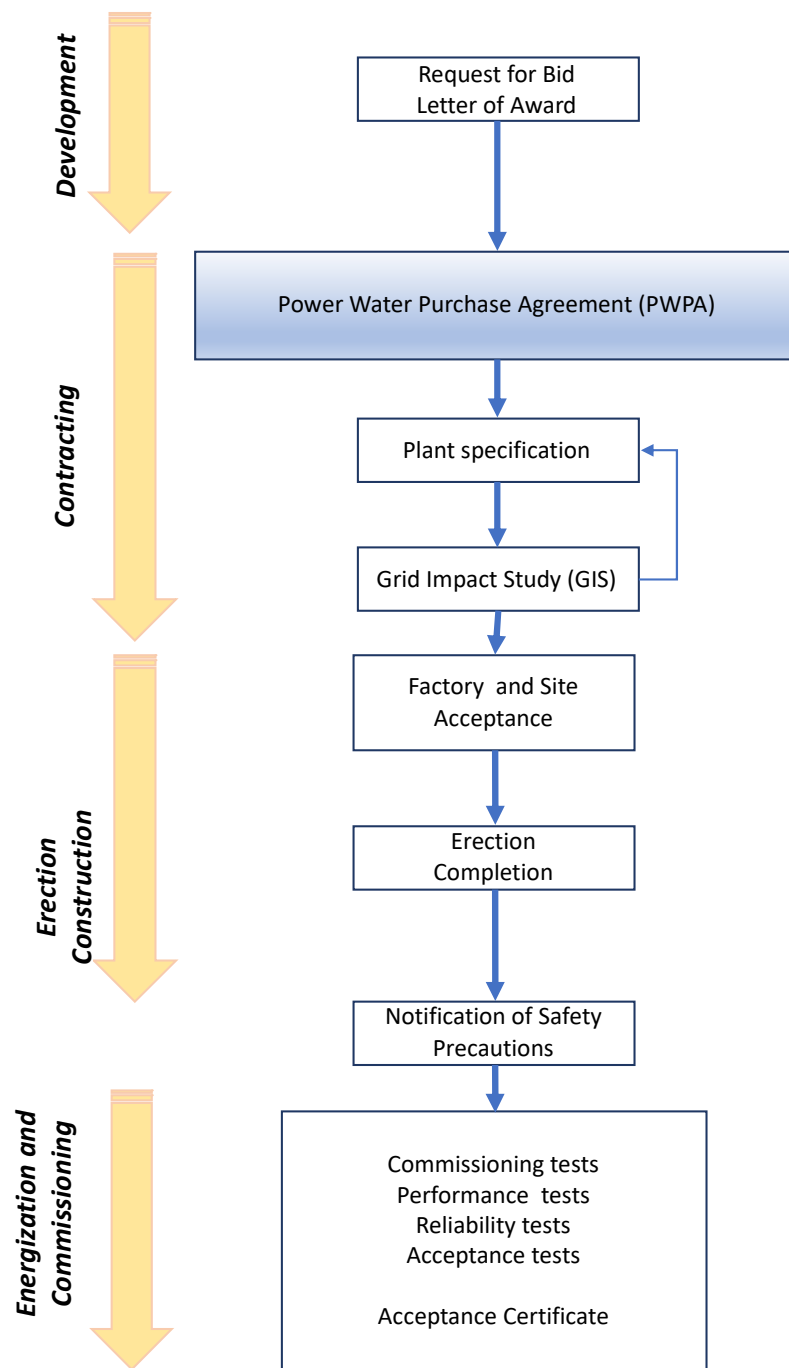 Development
Request for Bid
Letter of Award
Contracting
Power Water Purchase Agreement (PWPA)
Plant specification
Grid Impact Study (GIS)
Erection
Construction
Factory and Site
Acceptance
Erection
Completion
Notification of Safety
Precautions
Energization and
Commissioning
Commissioning tests
Performance tests
Reliability tests
Acceptance tests
Acceptance Certificate